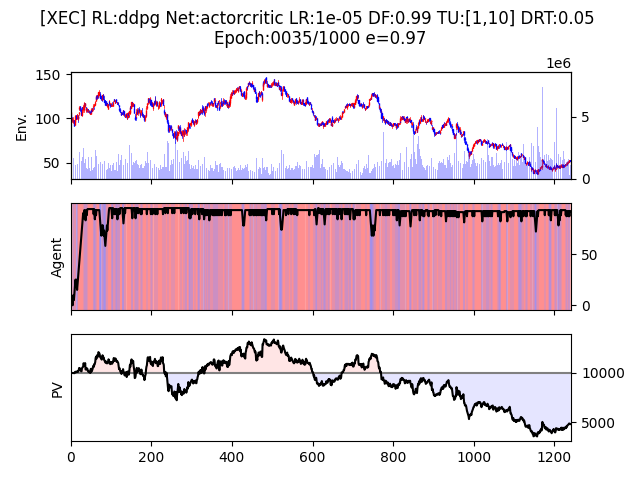 [XEC] RL:ddpg Net:actorcritic LR:1e-05 DF:0.99 TU:[1,10] DRT:0.05
Epoch:0035/1000 e=0.97
1e6
150
100
50
Env.
5
0
Agent
50
0
PV
10000
5000
0
200
400
600
800
1000
1200